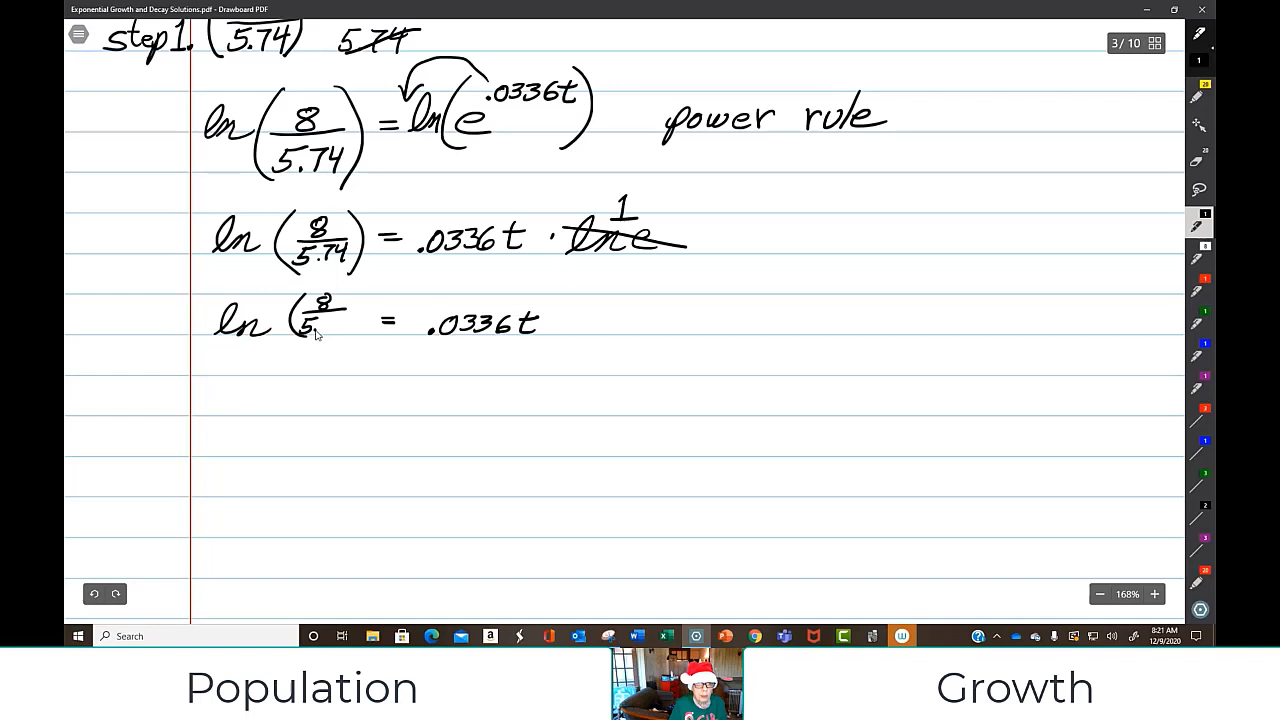 Exponential Growth and Decay Solutions.pdf - Drawboard PDF
step 1. (5.74) 5.74
3 / 10
ln(8/5.74) = ln(e^.0336t) power rule
ln(8/5.74) = .0336t · ln e 1
ln(8/5. = .0336t
168%
Search
8:21 AM
12/9/2020
Population
Growth